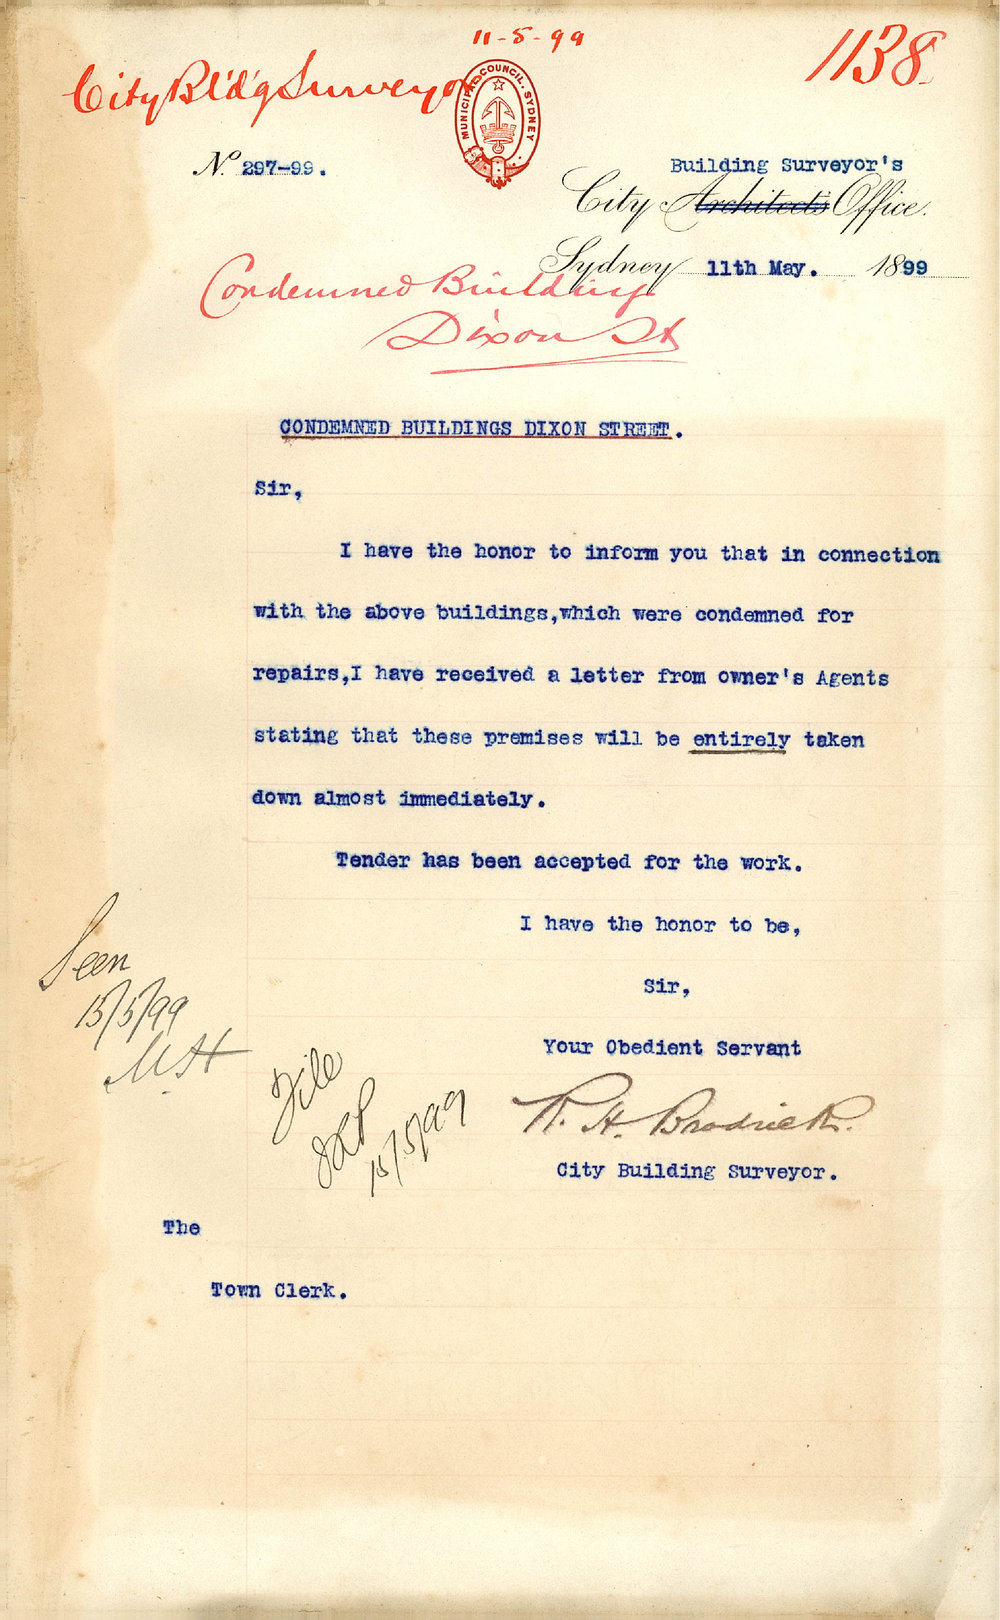 11-5-99
1138
City Bld'g Surveyor
MUNICIPAL COUNCIL. SYDNEY
No. 297-99.
Building Surveyor's
City Architect's Office.
Sydney 11th May. 1899
Condemned Buildings
Dixon St
CONDEMNED BUILDINGS DIXON STREET.
Sir,
I have the honor to inform you that in connection
with the above buildings,which were condemned for
repairs,I have received a letter from owner's Agents
stating that these premises will be entirely taken
down almost immediately.
Tender has been accepted for the work.
I have the honor to be,
Sir,
Your Obedient Servant
R. H. Brodrick.
City Building Surveyor.
Seen
15/5/99
File
15/5/99
The
Town Clerk.